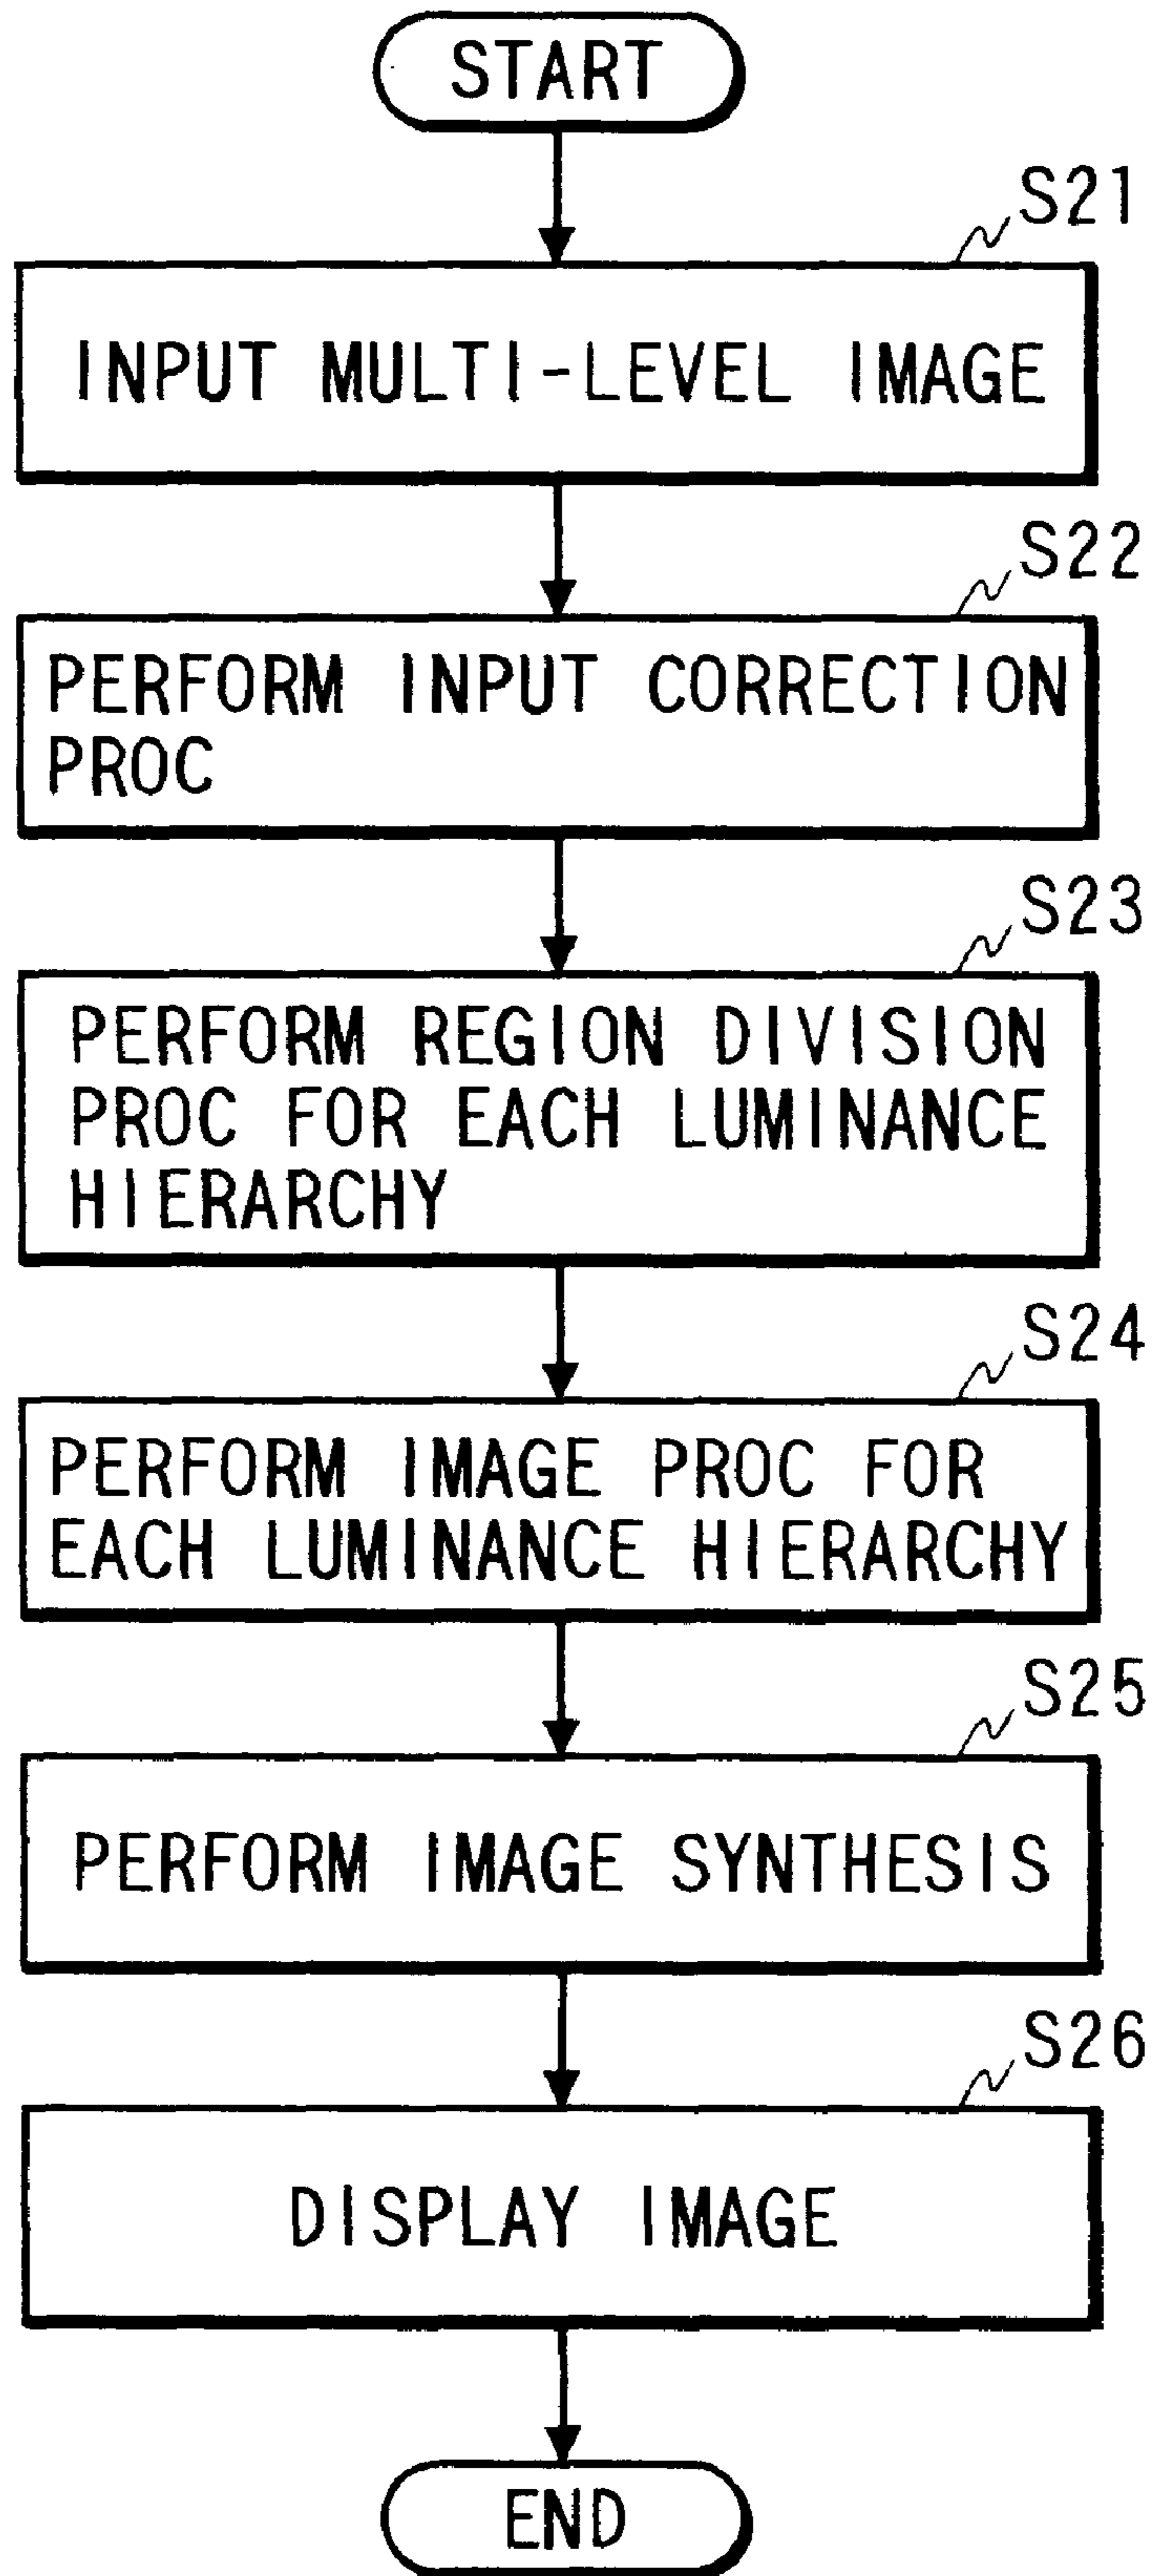 START
S21
INPUT MULTI-LEVEL IMAGE
S22
PERFORM INPUT CORRECTION
PROC
S23
PERFORM REGION DIVISION
PROC FOR EACH LUMINANCE
HIERARCHY
S24
PERFORM IMAGE PROC FOR
EACH LUMINANCE HIERARCHY
S25
PERFORM IMAGE SYNTHESIS
S26
DISPLAY IMAGE
END